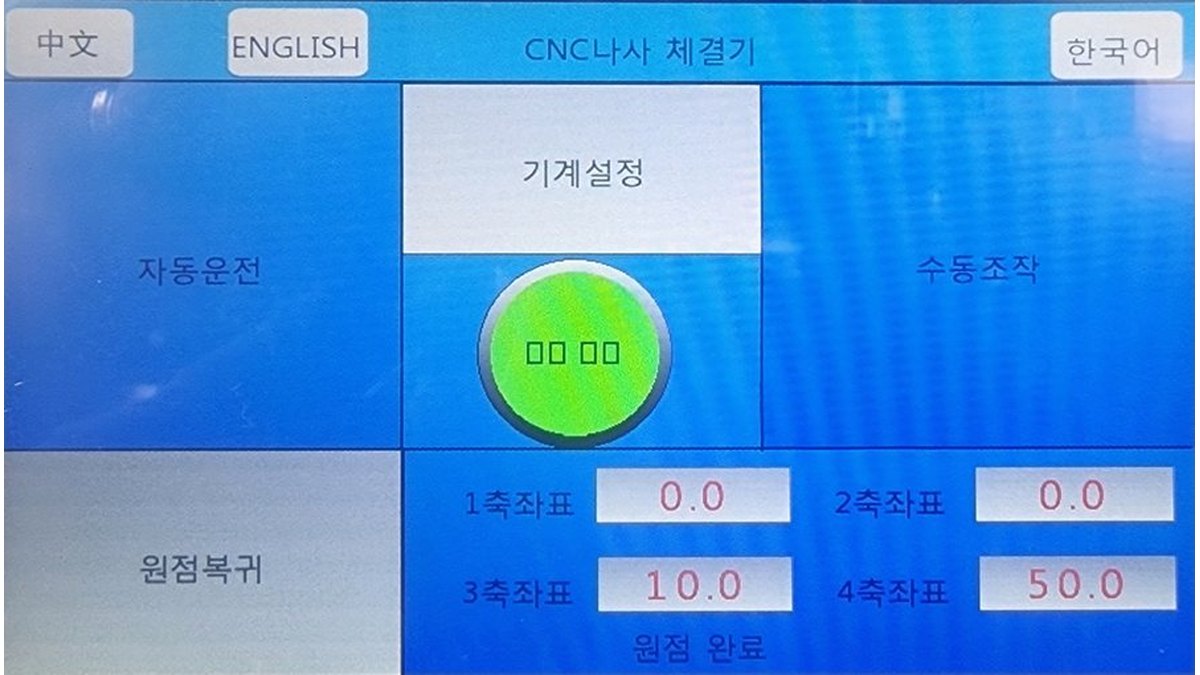 中文
ENGLISH
CNC나사 체결기
한국어
기계설정
자동운전
수동조작
원점복귀
1축좌표 0.0
2축좌표 0.0
3축좌표 10.0
4축좌표 50.0
원점 완료